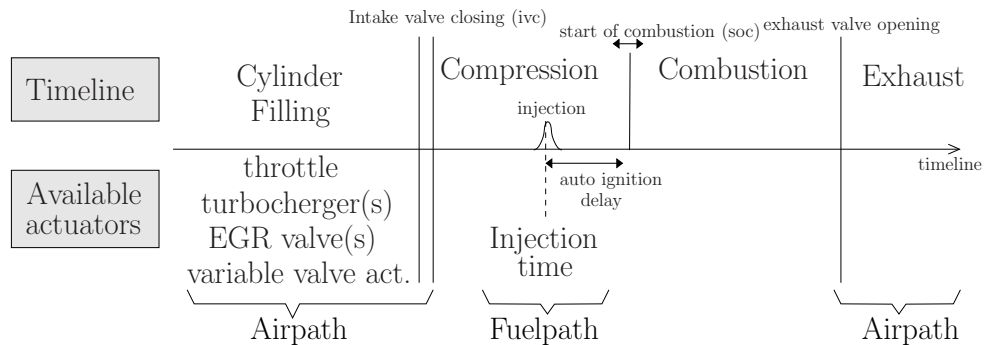 Intake valve closing (ivc)
start of combustion (soc)
exhaust valve opening
Timeline
Cylinder
Filling
Compression
Combustion
Exhaust
injection
timeline
Available
actuators
throttle
turbocherger(s)
EGR valve(s)
variable valve act.
auto ignition
delay
Injection
time
Airpath
Fuelpath
Airpath